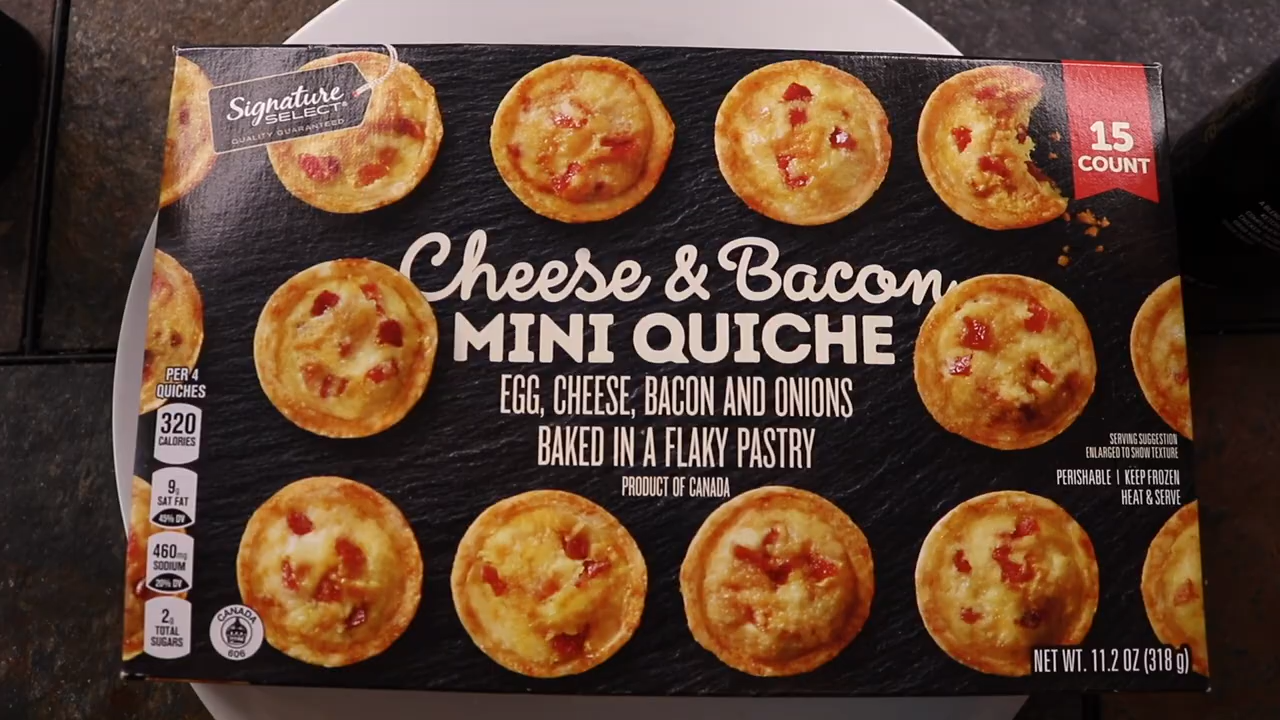 Signature
SELECT®
QUALITY GUARANTEED
15
COUNT
Cheese & Bacon
MINI QUICHE
EGG, CHEESE, BACON AND ONIONS
BAKED IN A FLAKY PASTRY
PRODUCT OF CANADA
PER 4
QUICHES
320
CALORIES
9g
SAT FAT
45% DV
460mg
SODIUM
20% DV
2g
TOTAL
SUGARS
CANADA
606
SERVING SUGGESTION
ENLARGED TO SHOW TEXTURE
PERISHABLE | KEEP FROZEN
HEAT & SERVE
NET WT. 11.2 OZ (318 g)